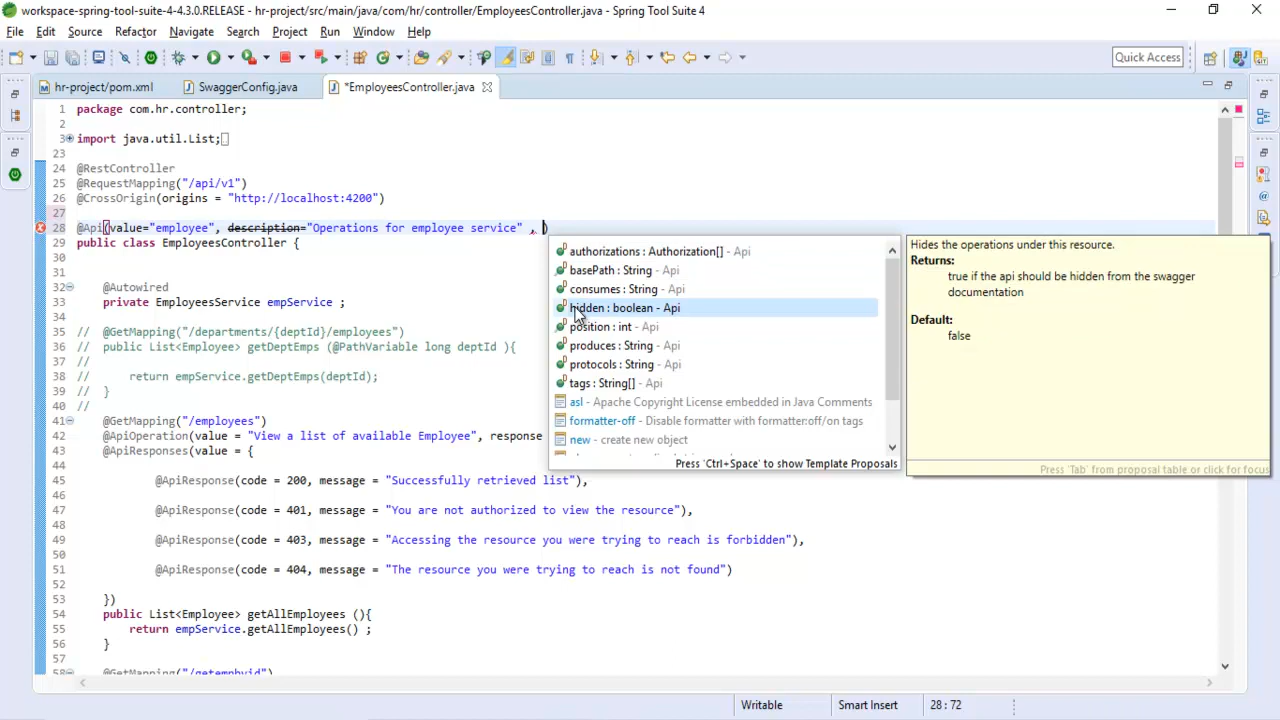 workspace-spring-tool-suite-4-4.3.0.RELEASE - hr-project/src/main/java/com/hr/controller/EmployeesController.java - Spring Tool Suite 4
File Edit Source Refactor Navigate Search Project Run Window Help
Quick Access
hr-project/pom.xml SwaggerConfig.java *EmployeesController.java
1 package com.hr.controller;
2
3 import java.util.List;
23
24 @RestController
25 @RequestMapping("/api/v1")
26 @CrossOrigin(origins = "http://localhost:4200")
27
28 @Api(value="employee", description="Operations for employee service" , )
29 public class EmployeesController {
30
31
32 @Autowired
33 private EmployeesService empService ;
34
35 // @GetMapping("/departments/{deptId}/employees")
36 // public List<Employee> getDeptEmps (@PathVariable long deptId ){
37 //
38 // return empService.getDeptEmps(deptId);
39 // }
40 //
41 @GetMapping("/employees")
42 @ApiOperation(value = "View a list of available Employee", response
43 @ApiResponses(value = {
44
45 @ApiResponse(code = 200, message = "Successfully retrieved list"),
46
47 @ApiResponse(code = 401, message = "You are not authorized to view the resource"),
48
49 @ApiResponse(code = 403, message = "Accessing the resource you were trying to reach is forbidden"),
50
51 @ApiResponse(code = 404, message = "The resource you were trying to reach is not found")
52
53 })
54 public List<Employee> getAllEmployees (){
55 return empService.getAllEmployees() ;
56 }
57
58 @GetMapping("/getempbyid")
authorizations : Authorization[] - Api
basePath : String - Api
consumes : String - Api
hidden : boolean - Api
position : int - Api
produces : String - Api
protocols : String - Api
tags : String[] - Api
asl - Apache Copyright License embedded in Java Comments
formatter-off - Disable formatter with formatter:off/on tags
new - create new object
Press 'Ctrl+Space' to show Template Proposals
Hides the operations under this resource.
Returns:
true if the api should be hidden from the swagger
documentation
Default:
false
Press 'Tab' from proposal table or click for focus
Writable Smart Insert 28 : 72